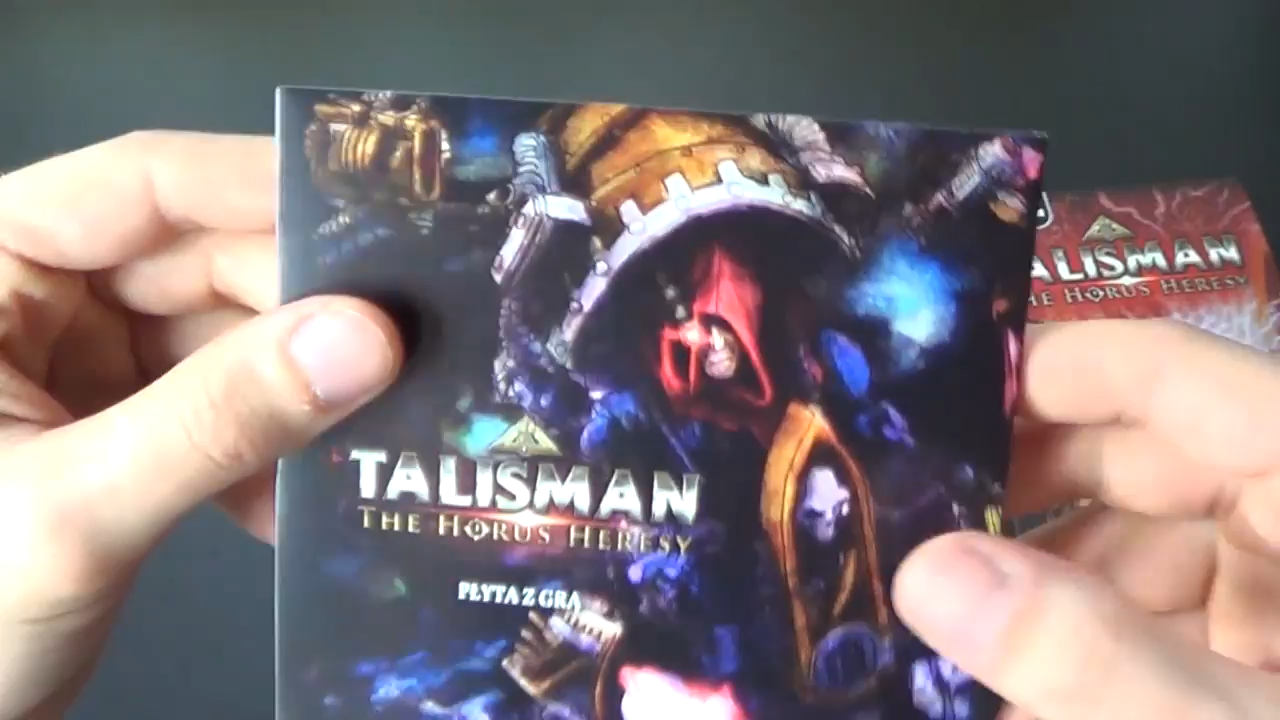 TALISMAN
THE HORUS HERESY
PŁYTA Z GRĄ
TALISMAN
THE HORUS HERESY